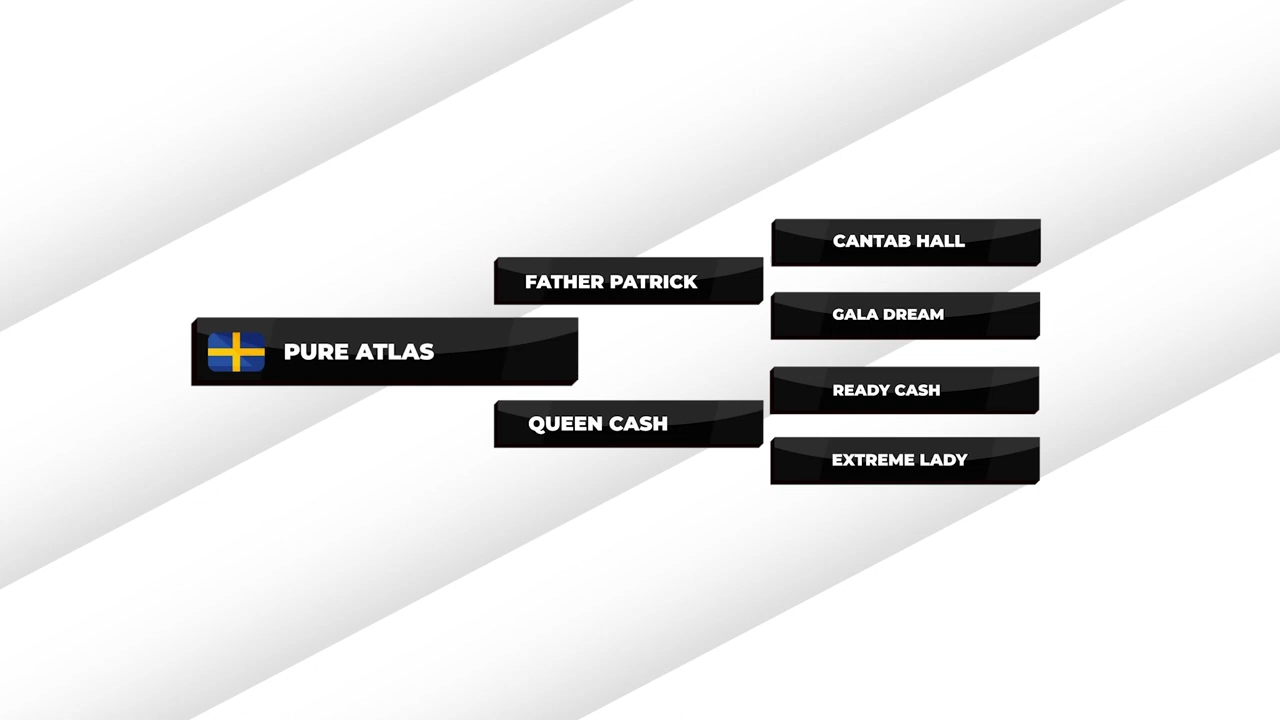 PURE ATLAS
FATHER PATRICK
QUEEN CASH
CANTAB HALL
GALA DREAM
READY CASH
EXTREME LADY